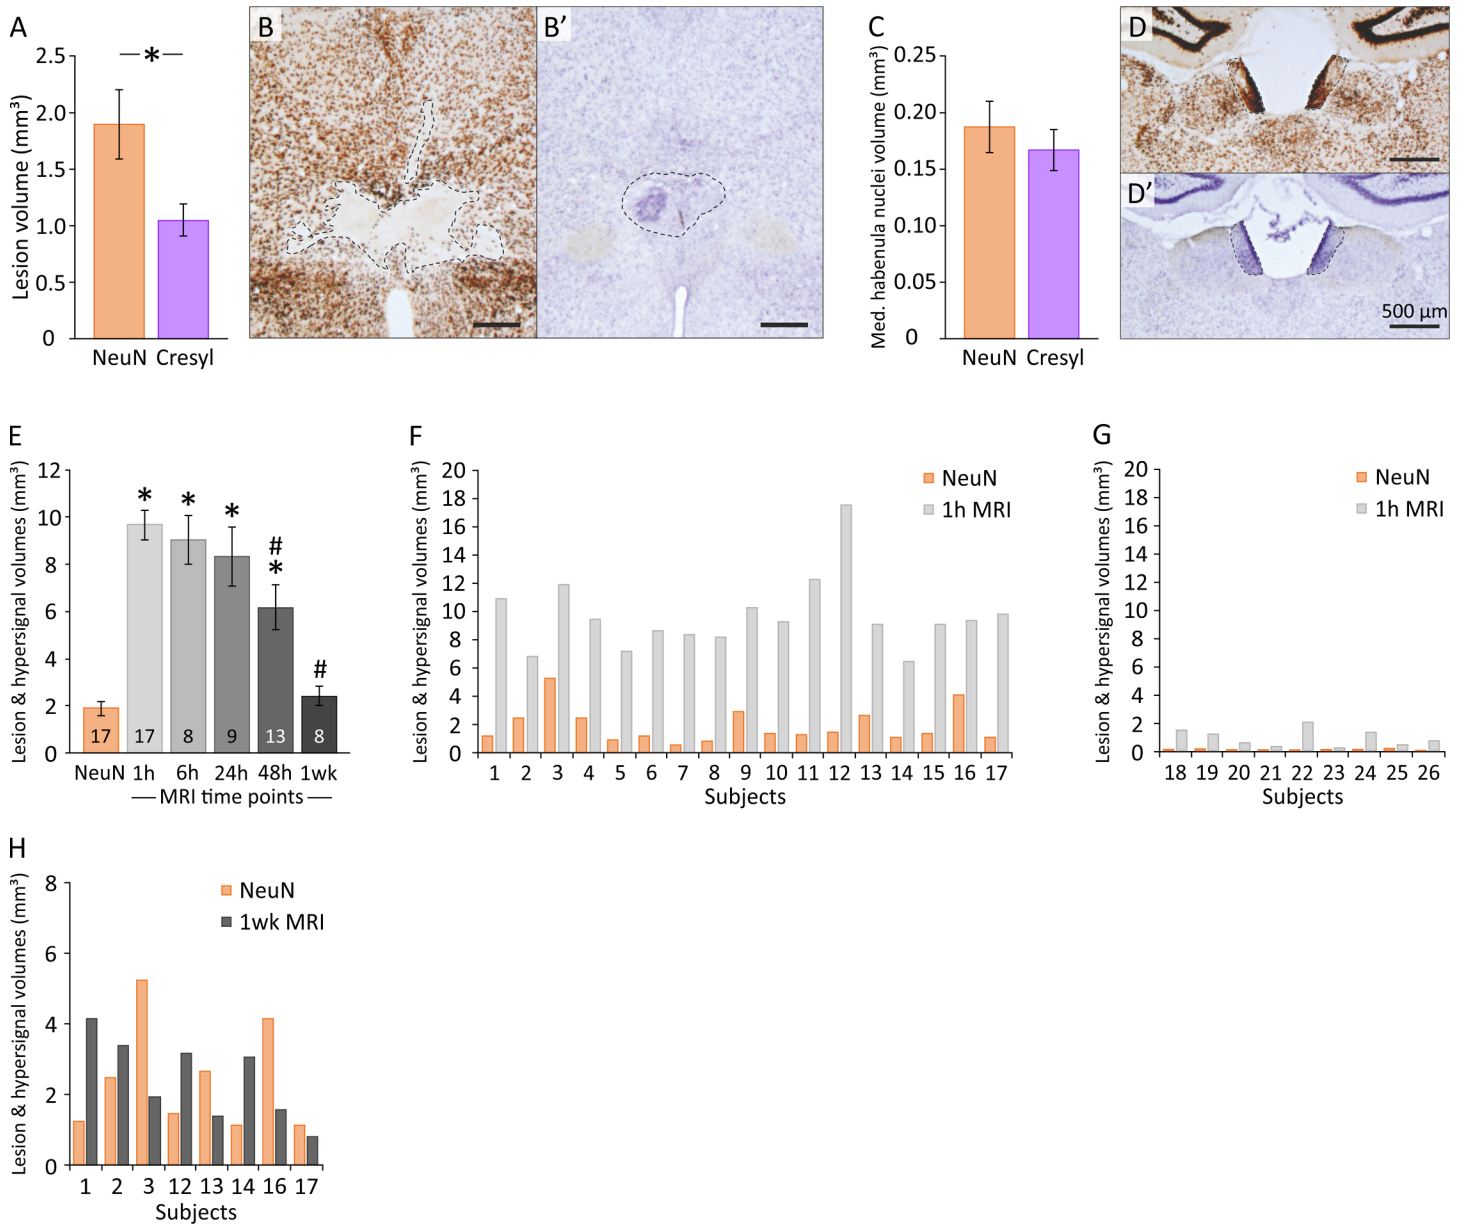 A
Lesion volume (mm³)
2.5
2.0
1.5
1.0
0.5
0
*
NeuN Cresyl
B
B'
C
Med. habenula nuclei volume (mm³)
0.25
0.20
0.15
0.10
0.05
0
NeuN Cresyl
D
D'
500 µm
E
Lesion & hypersignal volumes (mm³)
12
10
8
6
4
2
0
* * * # * #
17 17 8 9 13 8
NeuN 1h 6h 24h 48h 1wk
MRI time points
F
Lesion & hypersignal volumes (mm³)
20
18
16
14
12
10
8
6
4
2
0
NeuN
1h MRI
1 2 3 4 5 6 7 8 9 10 11 12 13 14 15 16 17
Subjects
G
Lesion & hypersignal volumes (mm³)
20
18
16
14
12
10
8
6
4
2
0
NeuN
1h MRI
18 19 20 21 22 23 24 25 26
Subjects
H
Lesion & hypersignal volumes (mm³)
8
6
4
2
0
NeuN
1wk MRI
1 2 3 12 13 14 16 17
Subjects